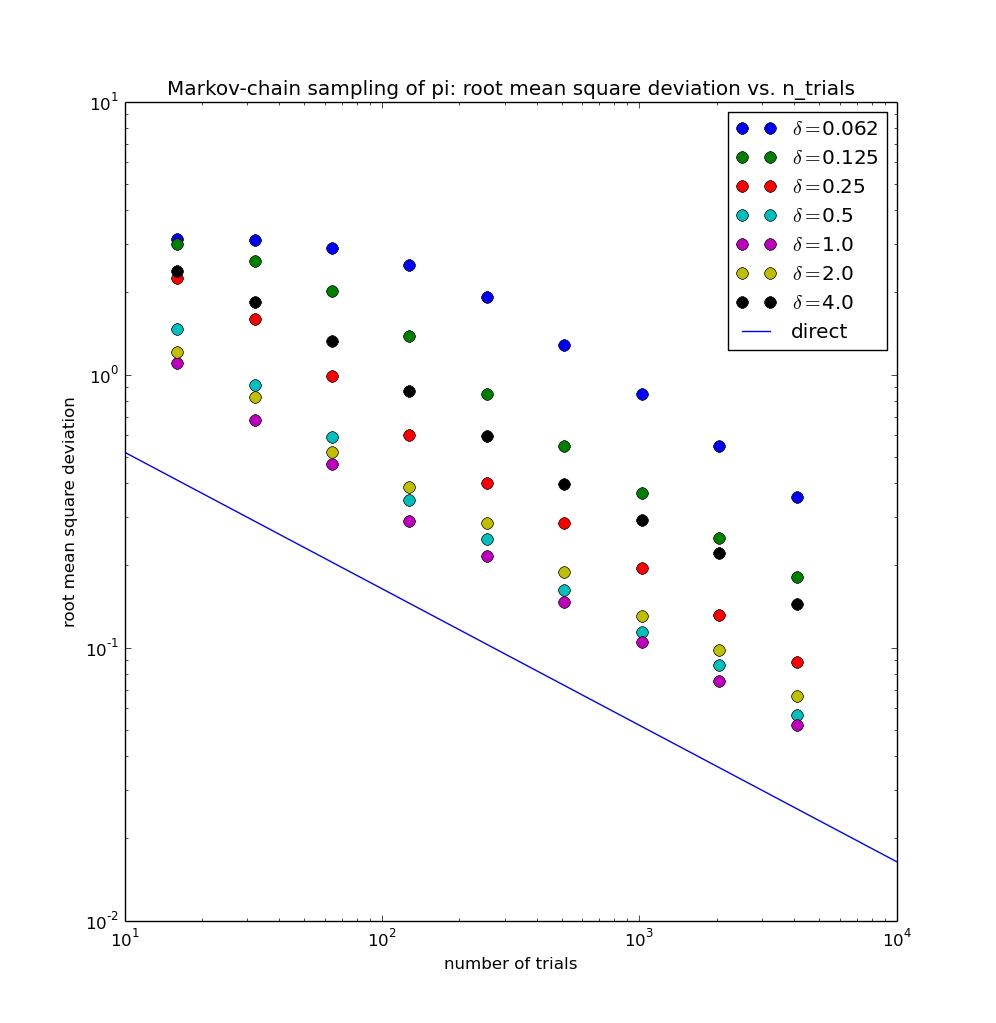 Markov-chain sampling of pi: root mean square deviation vs. n_trials
10^1
10^0
10^-1
10^-2
root mean square deviation
δ=0.062
δ=0.125
δ=0.25
δ=0.5
δ=1.0
δ=2.0
δ=4.0
direct
10^1 10^2 10^3 10^4
number of trials